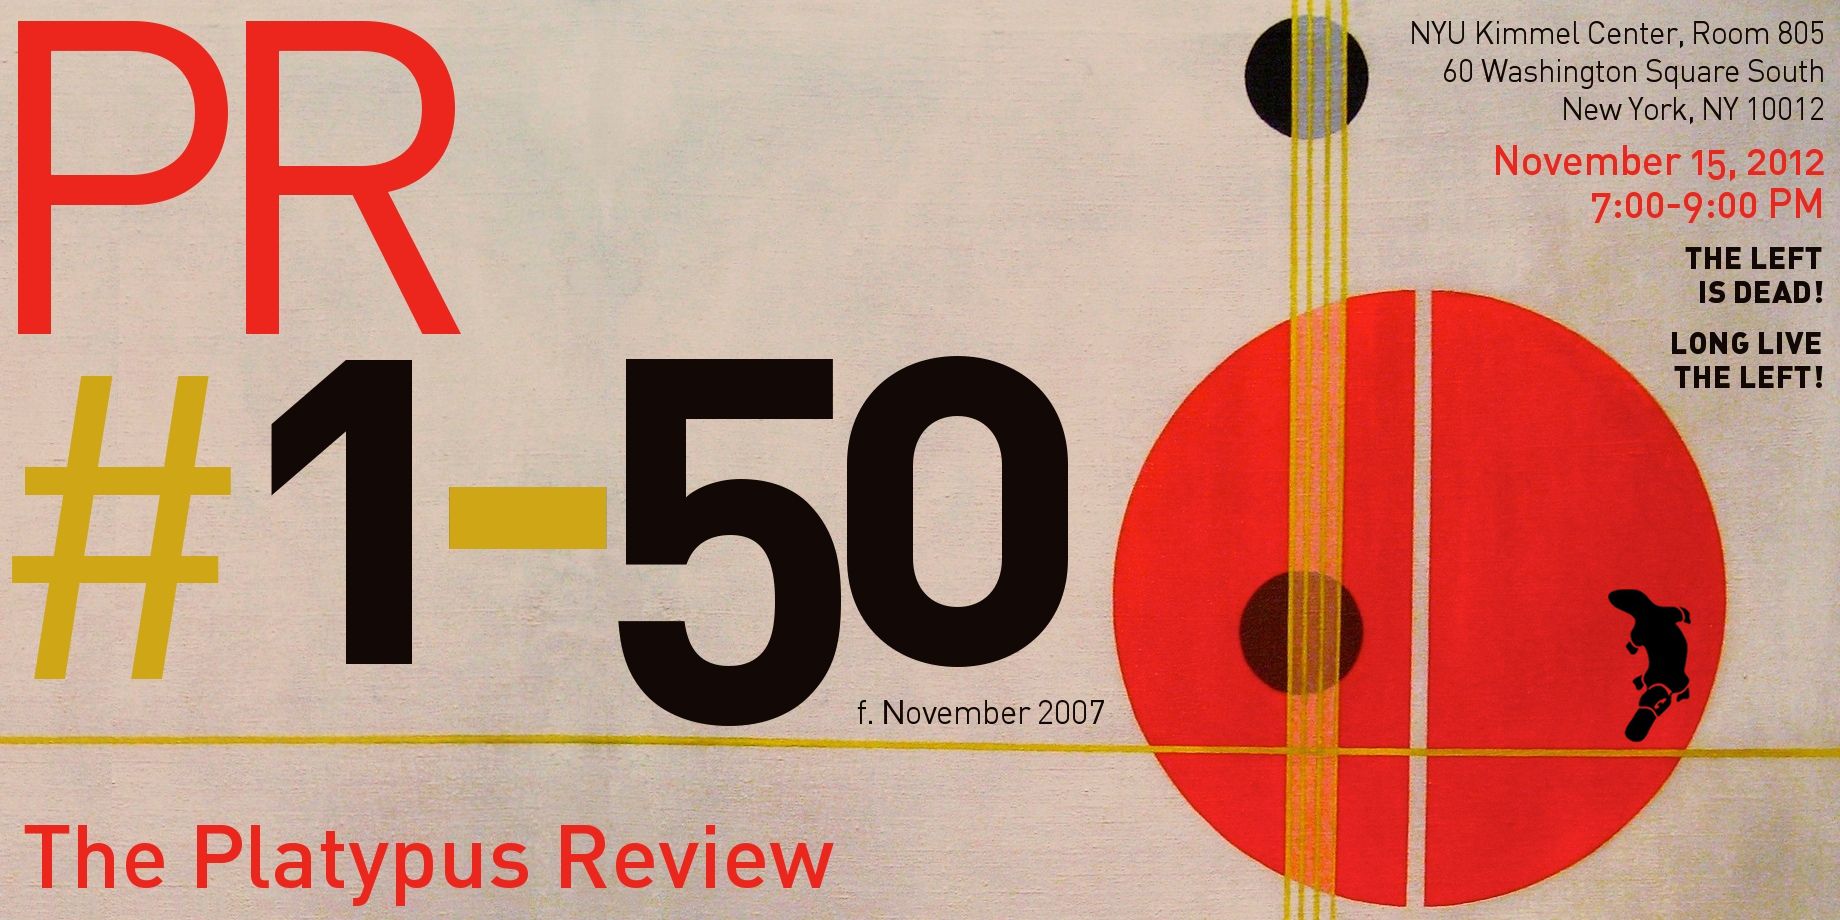 PR
#1-50
f. November 2007
The Platypus Review
NYU Kimmel Center, Room 805
60 Washington Square South
New York, NY 10012
November 15, 2012
7:00-9:00 PM
THE LEFT
IS DEAD!
LONG LIVE
THE LEFT!